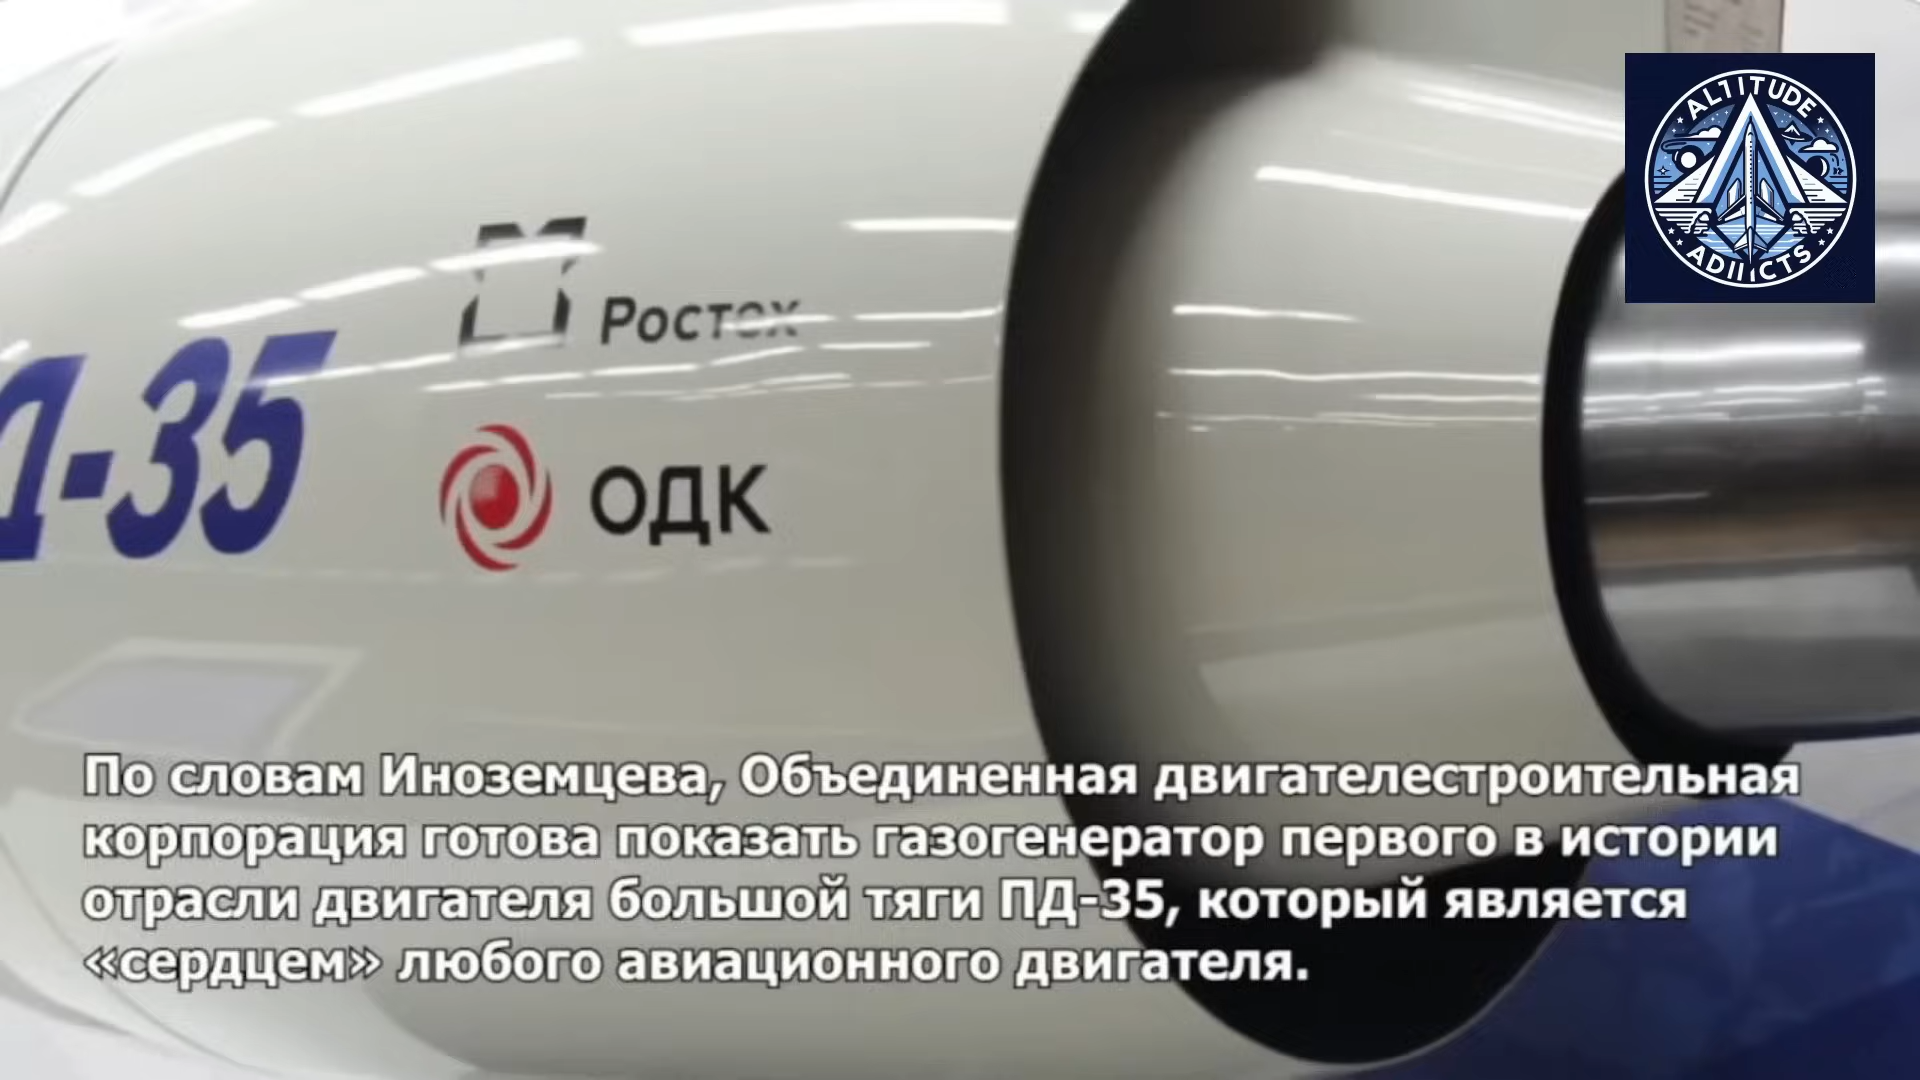 ALTITUDE
ADIIICTS
Ростех
Д-35
ОДК
По словам Иноземцева, Объединенная двигателестроительная
корпорация готова показать газогенератор первого в истории
отрасли двигателя большой тяги ПД-35, который является
«сердцем» любого авиационного двигателя.